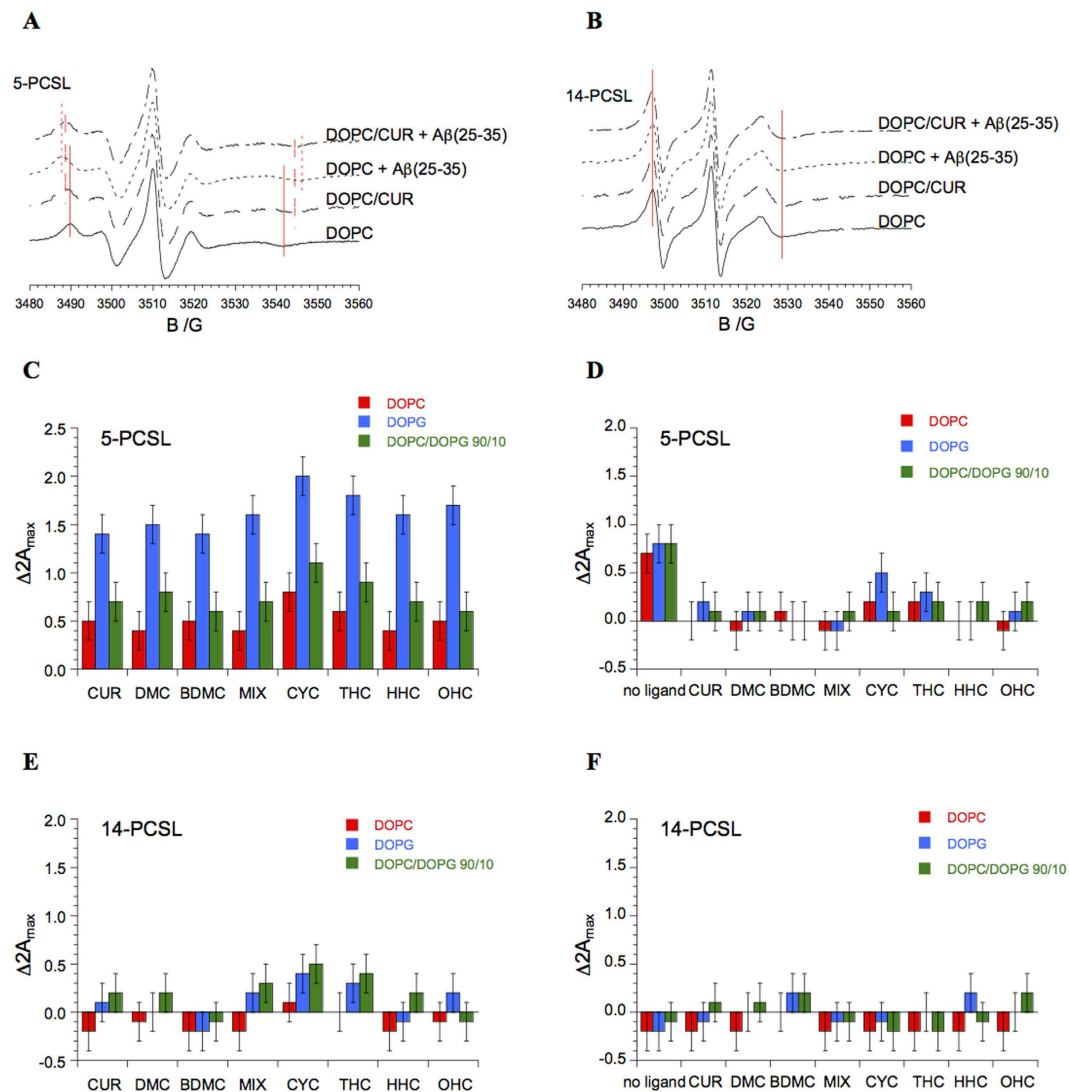 A
5-PCSL
DOPC/CUR + Aβ(25-35)
DOPC + Aβ(25-35)
DOPC/CUR
DOPC
3480 3490 3500 3510 3520 3530 3540 3550 3560
B /G
B
14-PCSL
DOPC/CUR + Aβ(25-35)
DOPC + Aβ(25-35)
DOPC/CUR
DOPC
3480 3490 3500 3510 3520 3530 3540 3550 3560
B /G
C
DOPC
DOPG
DOPC/DOPG 90/10
5-PCSL
Δ2Amax
2.5
2.0
1.5
1.0
0.5
0.0
CUR DMC BDMC MIX CYC THC HHC OHC
D
5-PCSL
DOPC
DOPG
DOPC/DOPG 90/10
Δ2Amax
2.0
1.5
1.0
0.5
0.0
-0.5
no ligand CUR DMC BDMC MIX CYC THC HHC OHC
E
14-PCSL
DOPC
DOPG
DOPC/DOPG 90/10
Δ2Amax
2.0
1.5
1.0
0.5
0.0
-0.5
CUR DMC BDMC MIX CYC THC HHC OHC
F
14-PCSL
DOPC
DOPG
DOPC/DOPG 90/10
Δ2Amax
2.0
1.5
1.0
0.5
0.0
-0.5
no ligand CUR DMC BDMC MIX CYC THC HHC OHC